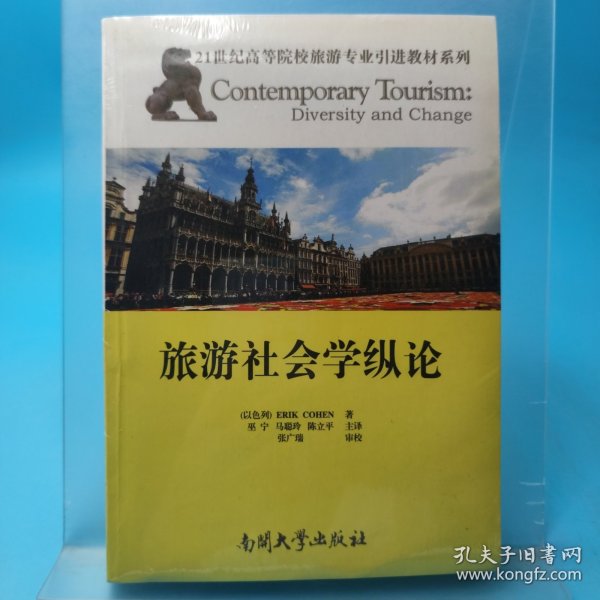 21世纪高等院校旅游专业引进教材系列
Contemporary Tourism:
Diversity and Change
旅游社会学纵论
(以色列) ERIK COHEN 著
巫宁 马聪玲 陈立平 主译
张广瑞 审校
南開大學出版社
孔夫子旧書网
www.kongfz.com